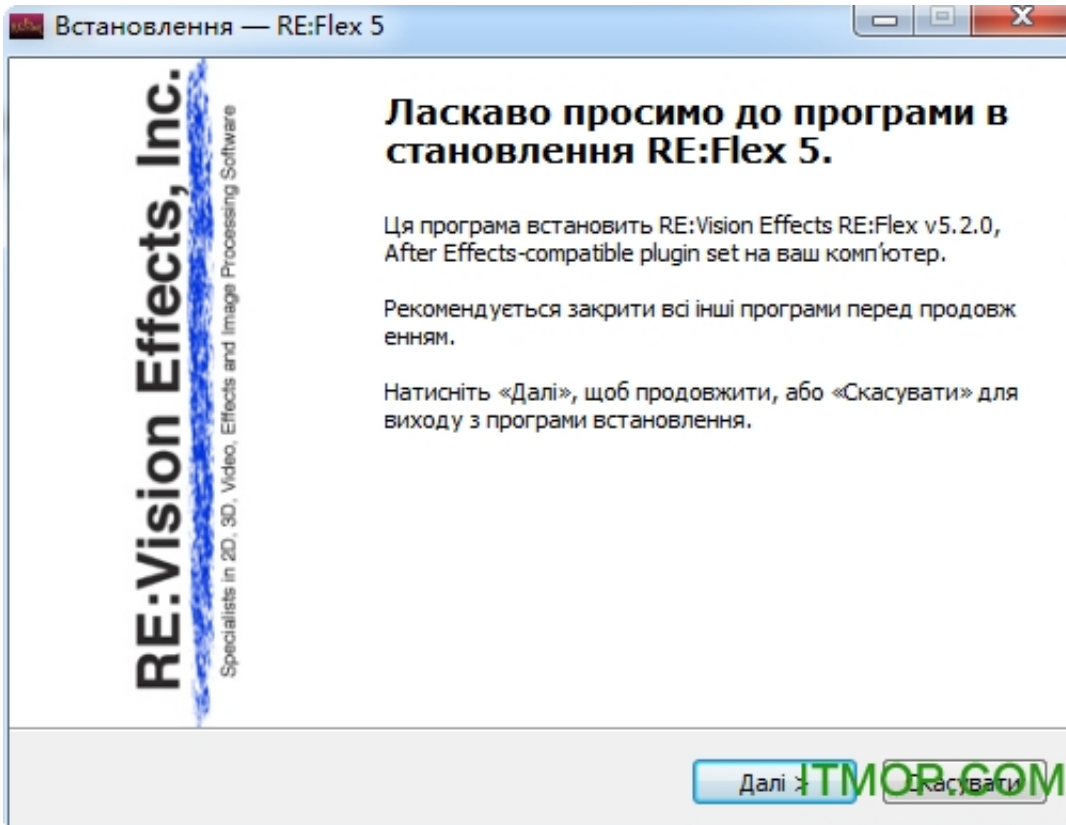 Встановлення — RE:Flex 5
RE:Vision Effects, Inc.
Specialists in 2D, 3D, Video, Effects and Image Processing Software
Ласкаво просимо до програми в
становлення RE:Flex 5.
Ця програма встановить RE:Vision Effects RE:Flex v5.2.0,
After Effects-compatible plugin set на ваш комп'ютер.
Рекомендується закрити всі інші програми перед продовж
енням.
Натисніть «Далі», щоб продовжити, або «Скасувати» для
виходу з програми встановлення.
Далі >
Скасувати
ITMOP.COM